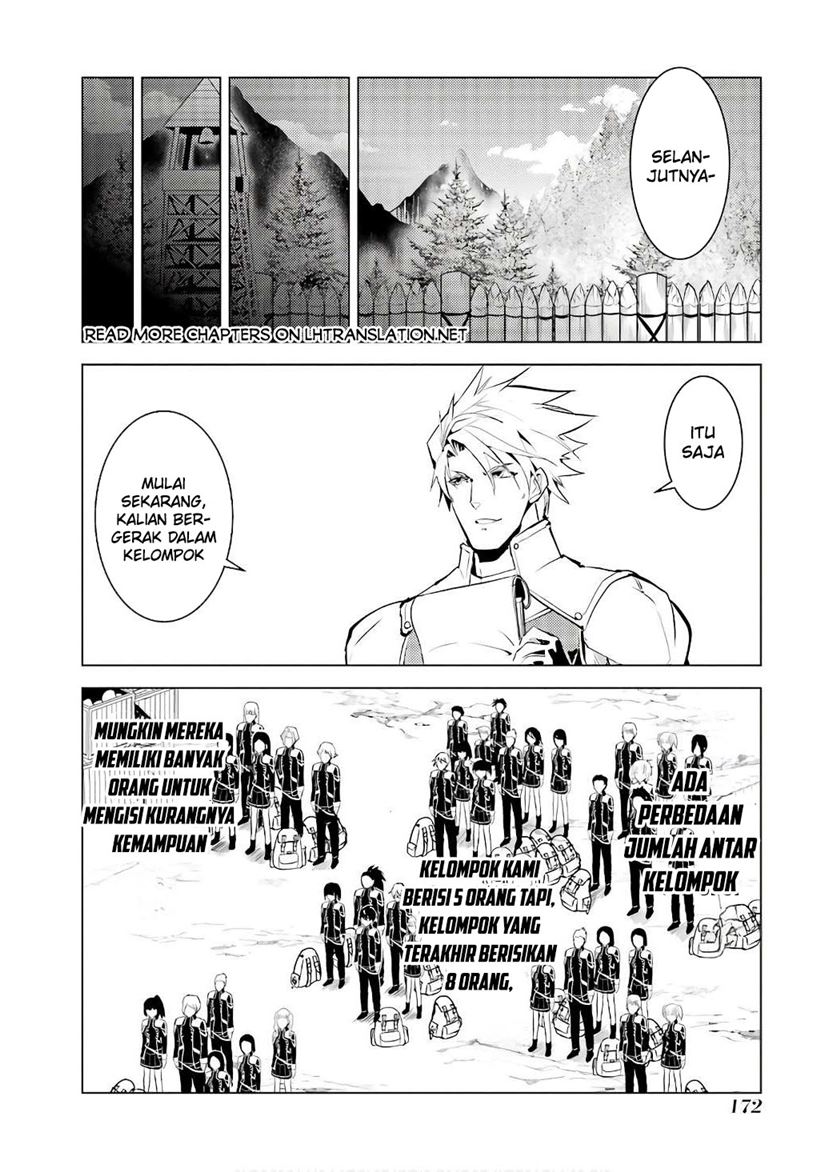 SELAN-
JUTNYA-
READ MORE CHAPTERS ON LHTRANSLATION.NET
ITU
SAJA
MULAI
SEKARANG,
KALIAN BER-
GERAK DALAM
KELOMPOK
ADA
PERBEDAAN
JUMLAH ANTAR
KELOMPOK
KELOMPOK KAMI
BERISI 5 ORANG TAPI,
KELOMPOK YANG
TERAKHIR BERISIKAN
8 ORANG,
MUNGKIN MEREKA
MEMILIKI BANYAK
ORANG UNTUK
MENGISI KURANGNYA
KEMAMPUAN
172